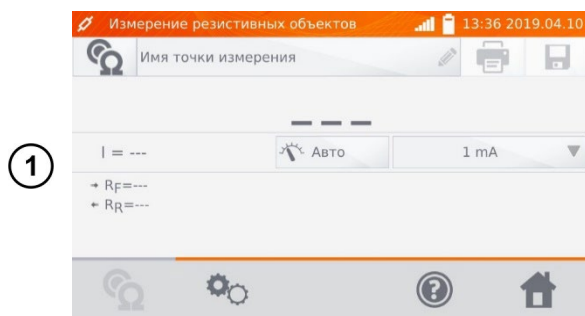 Измерение резистивных объектов 13:36 2019.04.10
Имя точки измерения
---
1
I = --- Авто 1 mA
→ RF=---
← RR=---